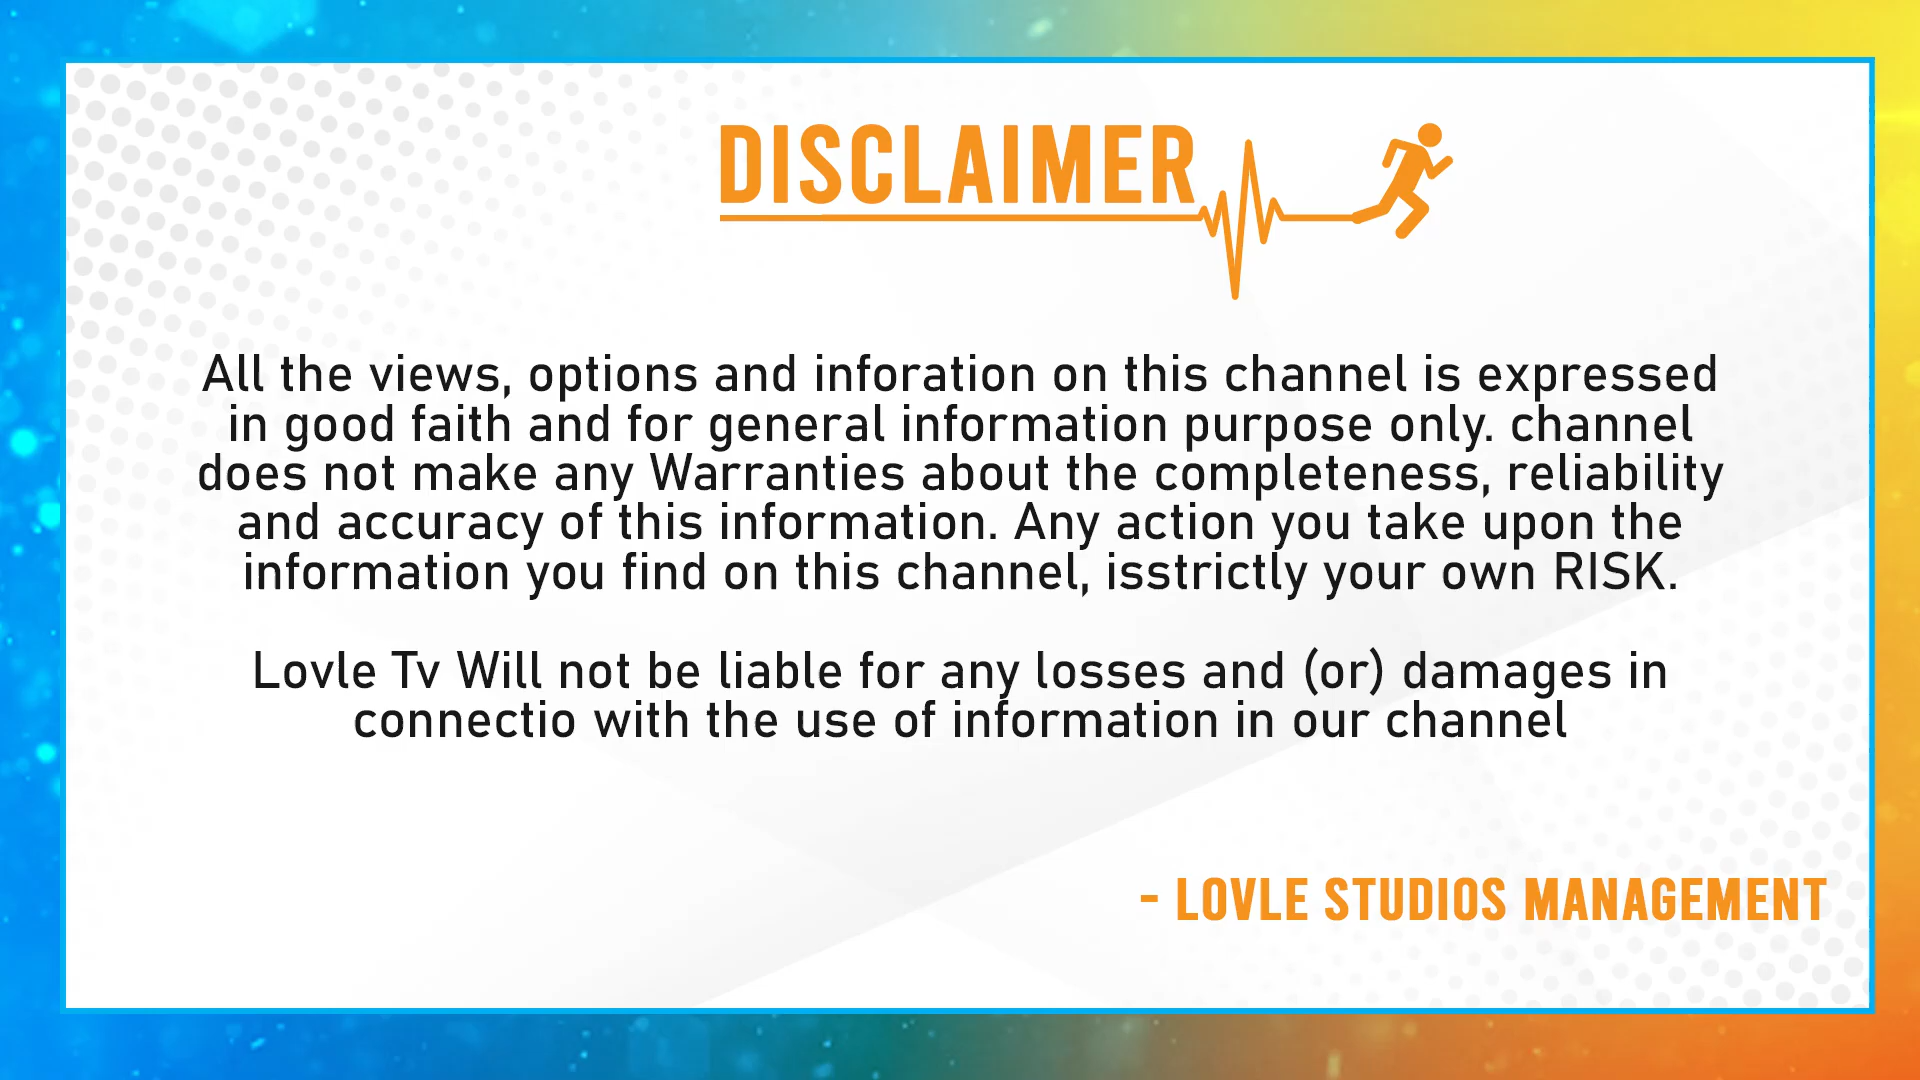 DISCLAIMER
All the views, options and inforation on this channel is expressed
in good faith and for general information purpose only. channel
does not make any Warranties about the completeness, reliability
and accuracy of this information. Any action you take upon the
information you find on this channel, isstrictly your own RISK.
Lovle Tv Will not be liable for any losses and (or) damages in
connectio with the use of information in our channel
- LOVLE STUDIOS MANAGEMENT